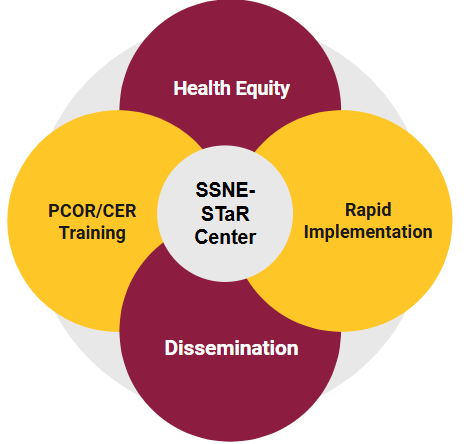 Health Equity
PCOR/CER
Training
SSNE-
STaR
Center
Rapid
Implementation
Dissemination